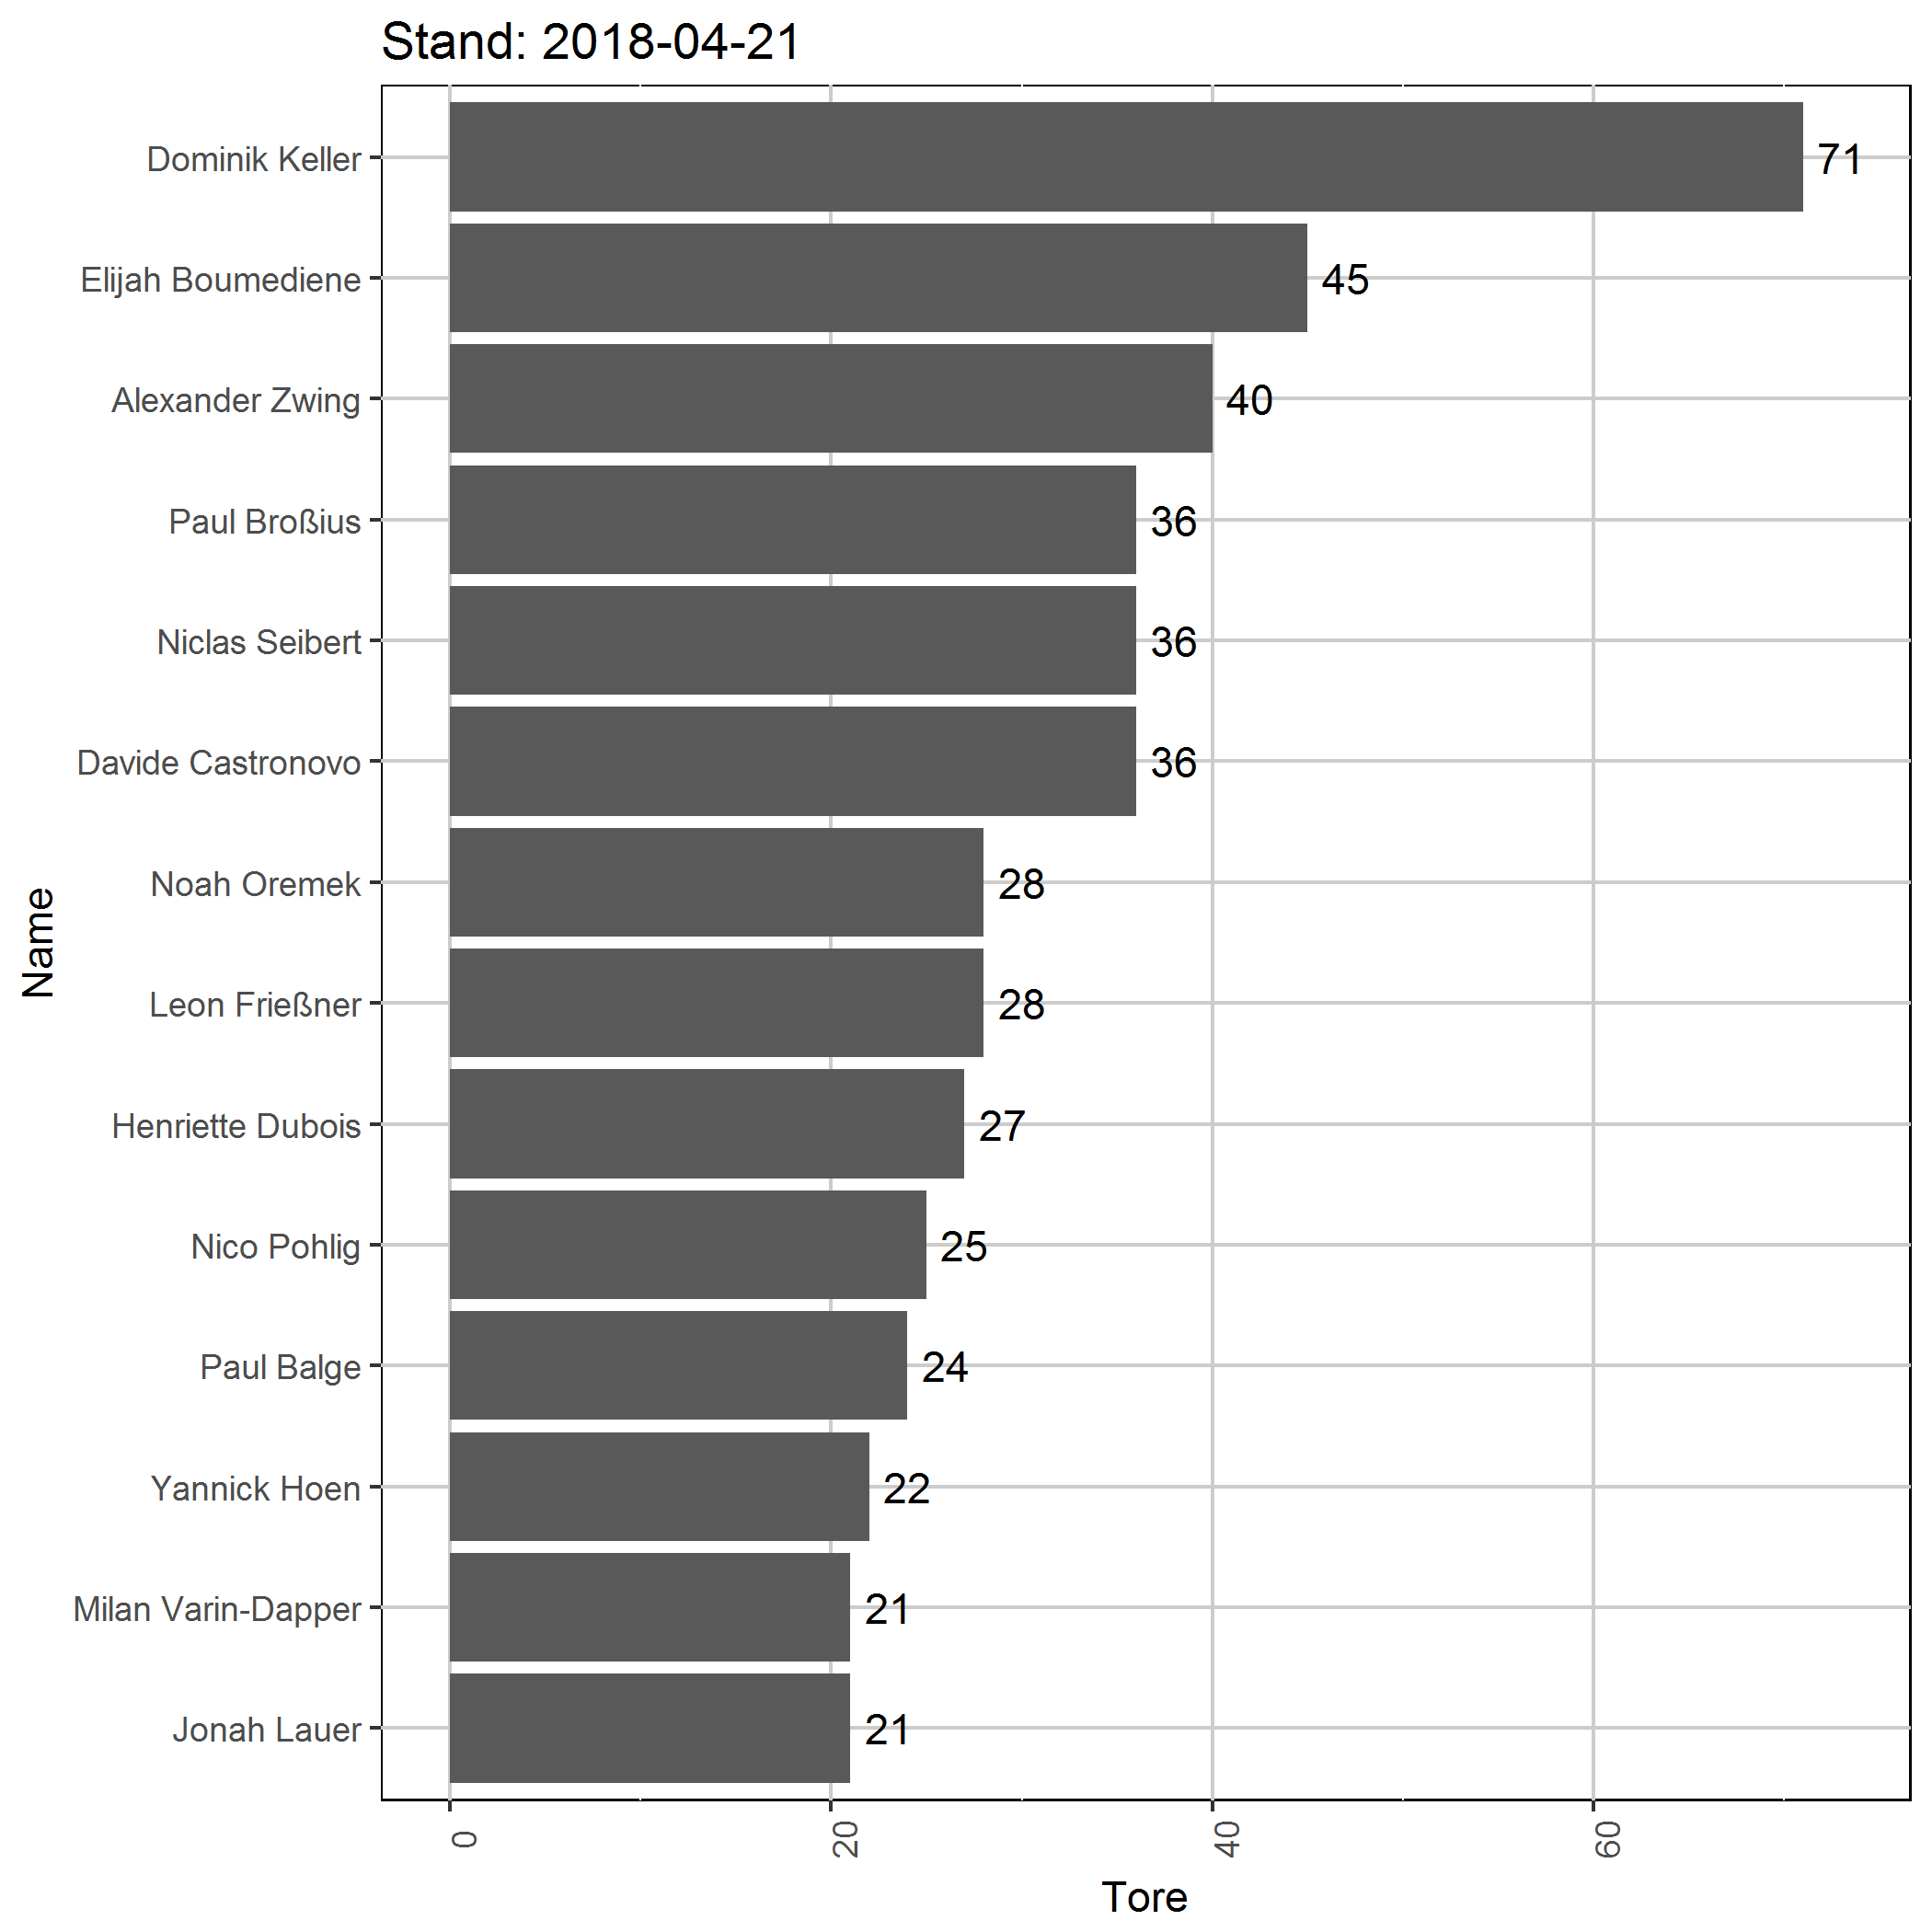 Stand: 2018-04-21
Dominik Keller 71
Elijah Boumediene 45
Alexander Zwing 40
Paul Broßius 36
Niclas Seibert 36
Davide Castronovo 36
Noah Oremek 28
Leon Frießner 28
Henriette Dubois 27
Nico Pohlig 25
Paul Balge 24
Yannick Hoen 22
Milan Varin-Dapper 21
Jonah Lauer 21
Name
0 20 40 60
Tore